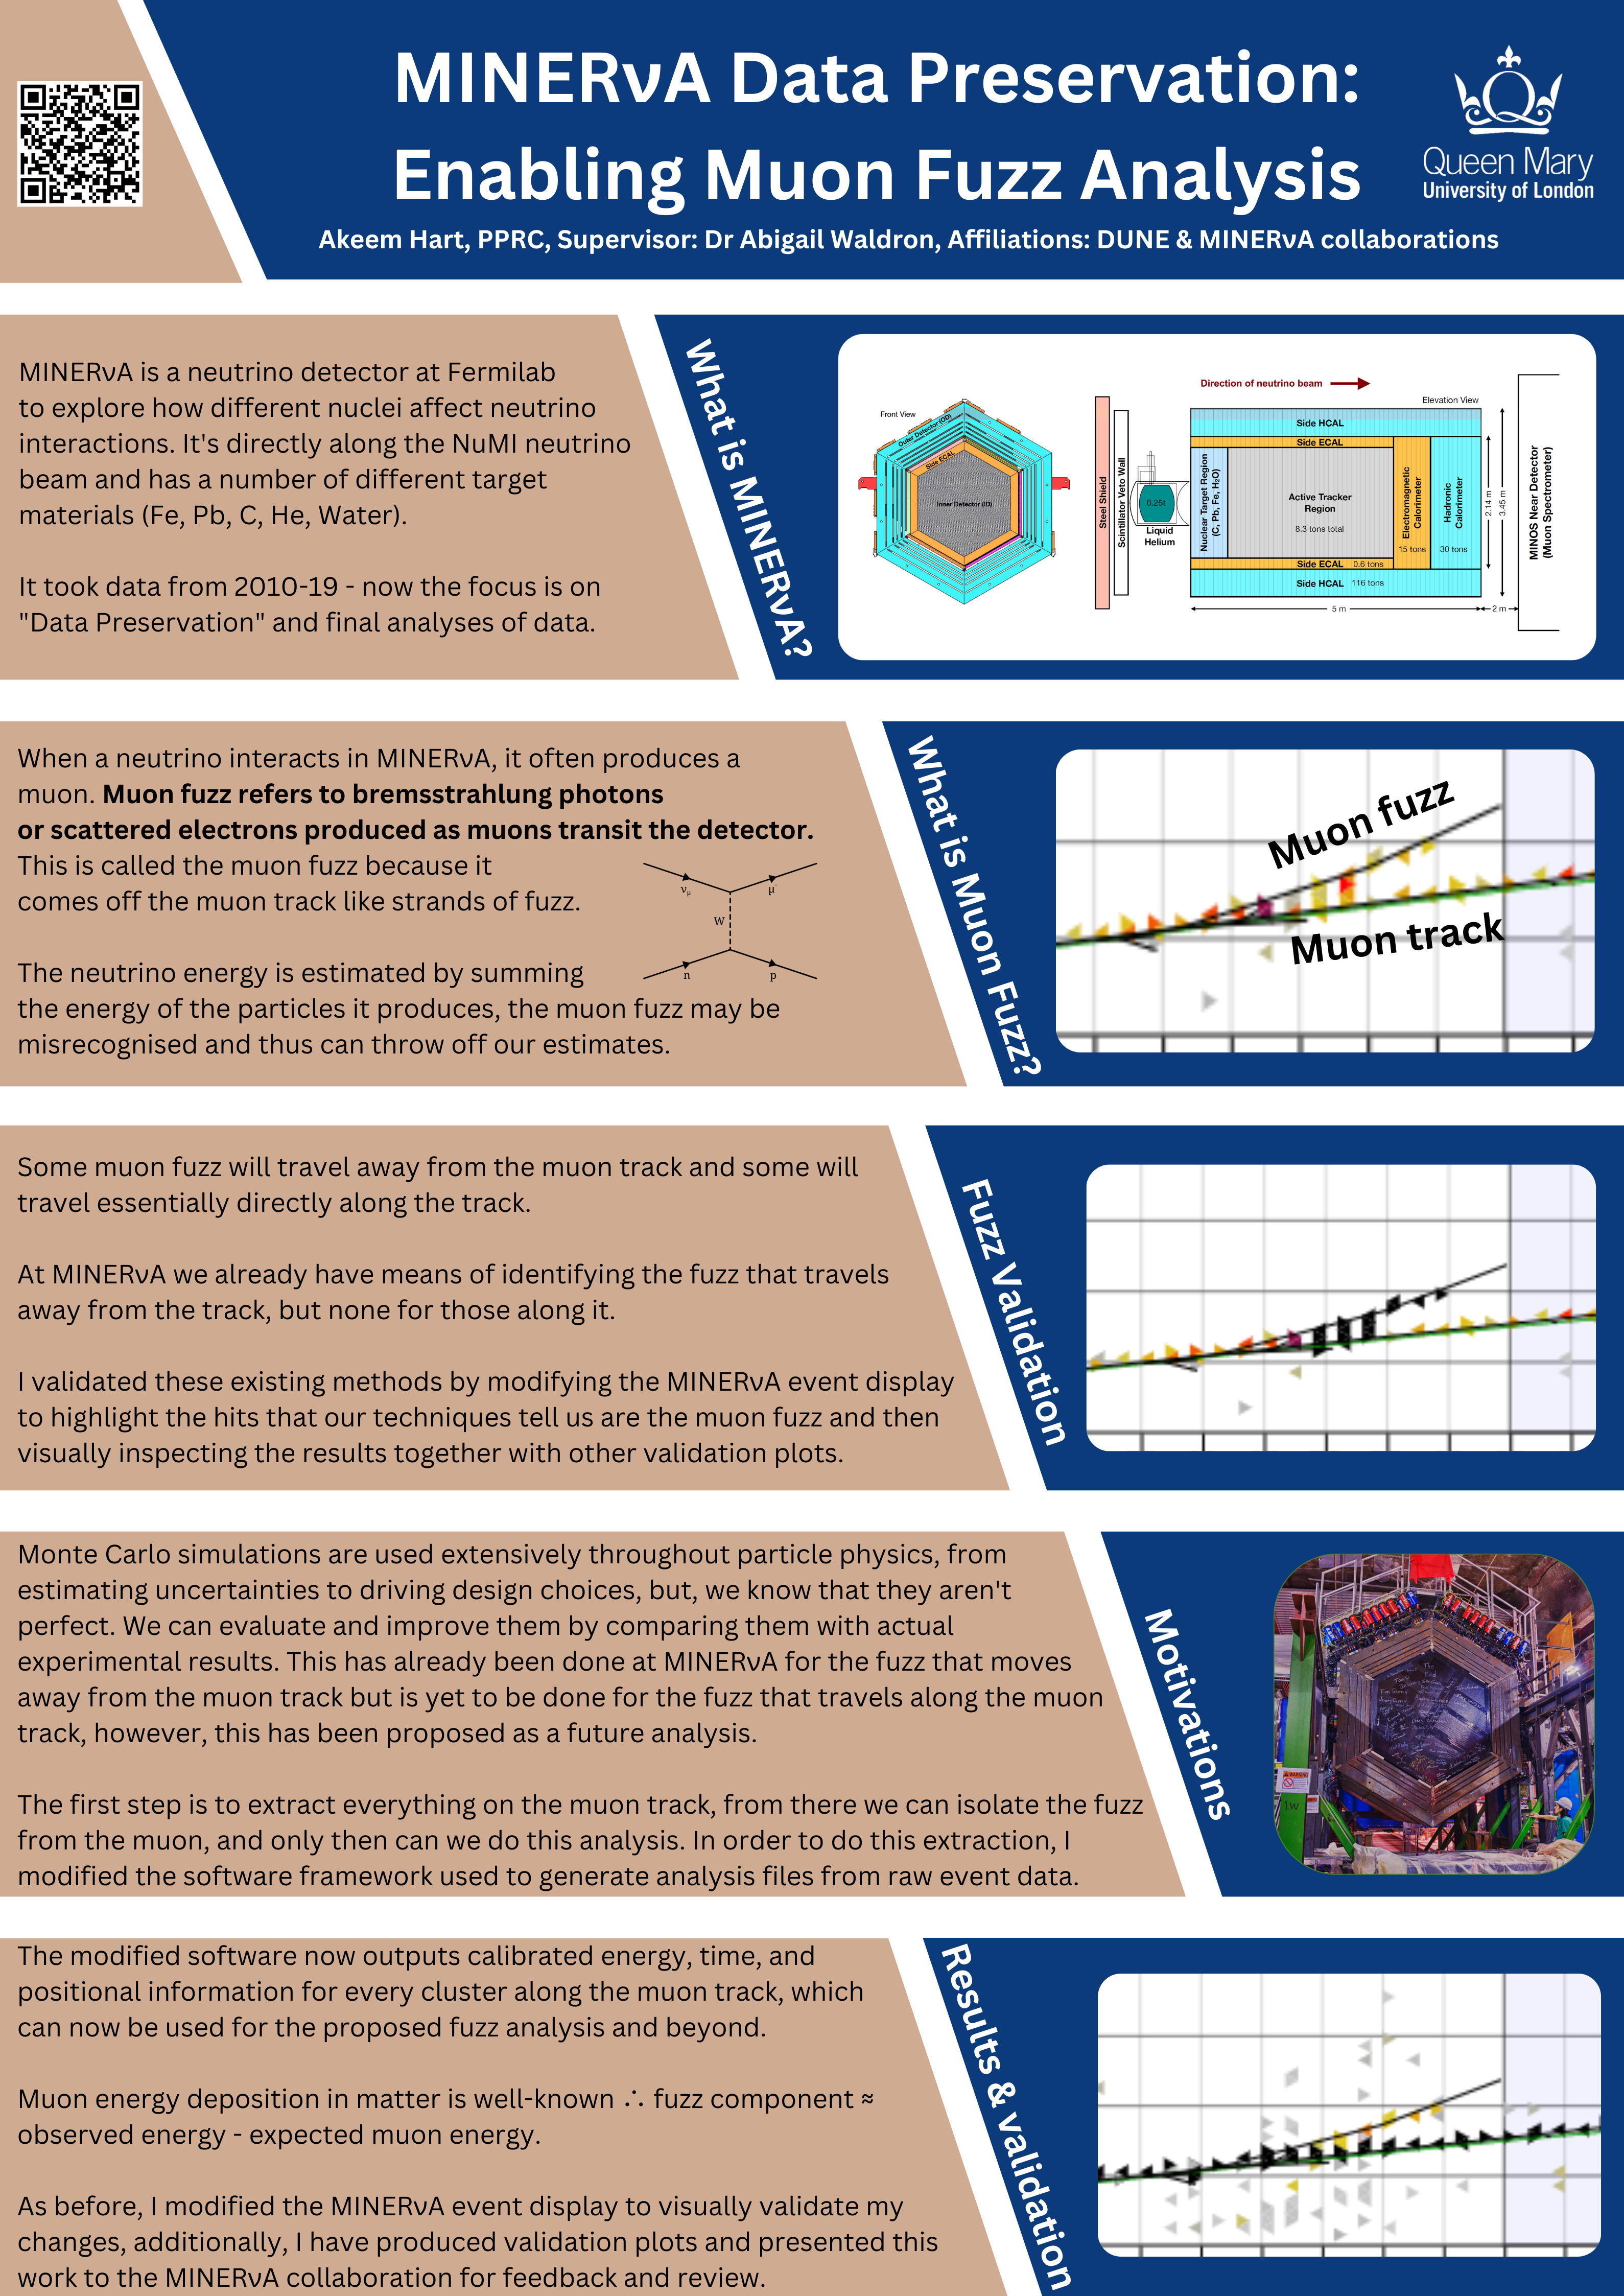 MINERνA Data Preservation:
Enabling Muon Fuzz Analysis
Akeem Hart, PPRC, Supervisor: Dr Abigail Waldron, Affiliations: DUNE & MINERνA collaborations
Queen Mary
University of London
MINERνA is a neutrino detector at Fermilab
to explore how different nuclei affect neutrino
interactions. It's directly along the NuMI neutrino
beam and has a number of different target
materials (Fe, Pb, C, He, Water).
It took data from 2010-19 - now the focus is on
"Data Preservation" and final analyses of data.
What is MINERνA?
Direction of neutrino beam
Front View
Elevation View
Outer Detector (OD)
Side ECAL
Inner Detector (ID)
Steel Shield
Scintillator Veto Wall
0.25t
Liquid
Helium
Side HCAL
Side ECAL
Nuclear Target Region
(C, Pb, Fe, H₂O)
Active Tracker
Region
8.3 tons total
Electromagnetic
Calorimeter
15 tons
Hadronic
Calorimeter
30 tons
Side ECAL 0.6 tons
Side HCAL 116 tons
2.14 m
3.45 m
5 m
2 m
MINOS Near Detector
(Muon Spectrometer)
When a neutrino interacts in MINERνA, it often produces a
muon. Muon fuzz refers to bremsstrahlung photons
or scattered electrons produced as muons transit the detector.
This is called the muon fuzz because it
comes off the muon track like strands of fuzz.
The neutrino energy is estimated by summing
the energy of the particles it produces, the muon fuzz may be
misrecognised and thus can throw off our estimates.
νμ
μ-
W
n
p
What is Muon Fuzz?
Muon fuzz
Muon track
Some muon fuzz will travel away from the muon track and some will
travel essentially directly along the track.
At MINERνA we already have means of identifying the fuzz that travels
away from the track, but none for those along it.
I validated these existing methods by modifying the MINERνA event display
to highlight the hits that our techniques tell us are the muon fuzz and then
visually inspecting the results together with other validation plots.
Fuzz Validation
Monte Carlo simulations are used extensively throughout particle physics, from
estimating uncertainties to driving design choices, but, we know that they aren't
perfect. We can evaluate and improve them by comparing them with actual
experimental results. This has already been done at MINERνA for the fuzz that moves
away from the muon track but is yet to be done for the fuzz that travels along the muon
track, however, this has been proposed as a future analysis.
The first step is to extract everything on the muon track, from there we can isolate the fuzz
from the muon, and only then can we do this analysis. In order to do this extraction, I
modified the software framework used to generate analysis files from raw event data.
Motivations
1W
The modified software now outputs calibrated energy, time, and
positional information for every cluster along the muon track, which
can now be used for the proposed fuzz analysis and beyond.
Muon energy deposition in matter is well-known ∴ fuzz component ≈
observed energy - expected muon energy.
As before, I modified the MINERνA event display to visually validate my
changes, additionally, I have produced validation plots and presented this
work to the MINERνA collaboration for feedback and review.
Results & validation